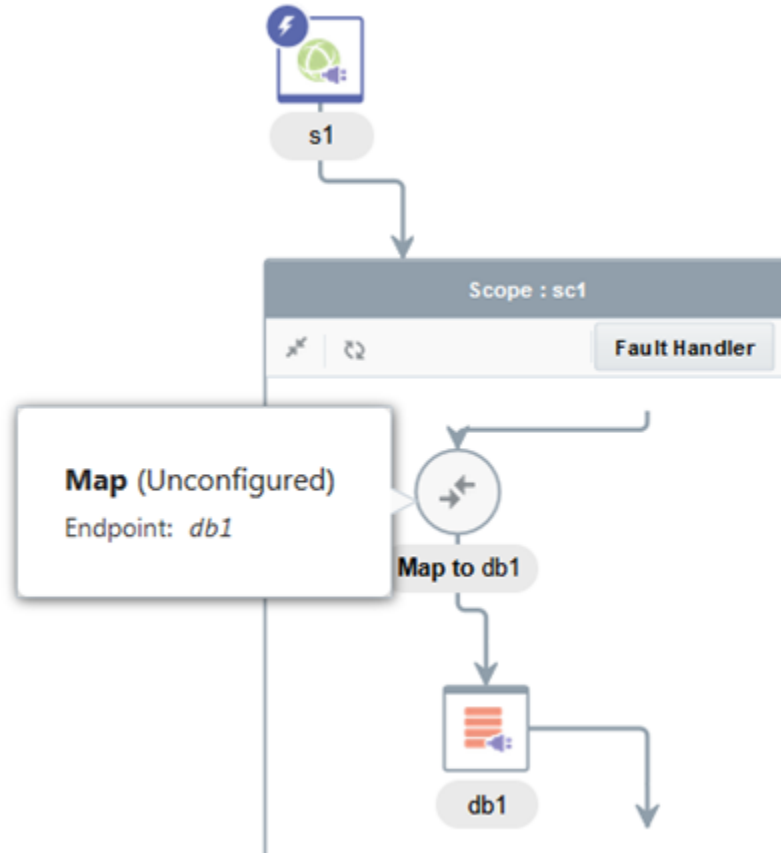 s1
Scope : sc1
Fault Handler
Map (Unconfigured)
Endpoint: db1
Map to db1
db1